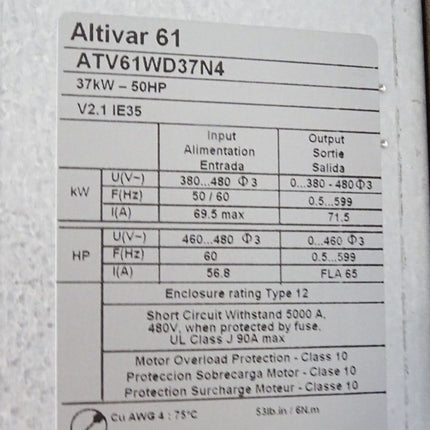 Altivar 61
ATV61WD37N4
37kW – 50HP
V2.1 IE35
Input Output
Alimentation Sortie
Entrada Salida
kW U(V~) 380...480 Φ3 0...380 - 480Φ3
F(Hz) 50 / 60 0.5...599
I(A) 69.5 max 71.5
HP U(V~) 460...480 Φ3 0...460 Φ3
F(Hz) 60 0.5...599
I(A) 56.8 FLA 65
Enclosure rating Type 12
Short Circuit Withstand 5000 A,
480V, when protected by fuse,
UL Class J 90A max
Motor Overload Protection - Class 10
Proteccion Sobrecarga Motor - Clase 10
Protection Surcharge Moteur - Classe 10
Cu AWG 4 : 75°C 53lb.in / 6N.m